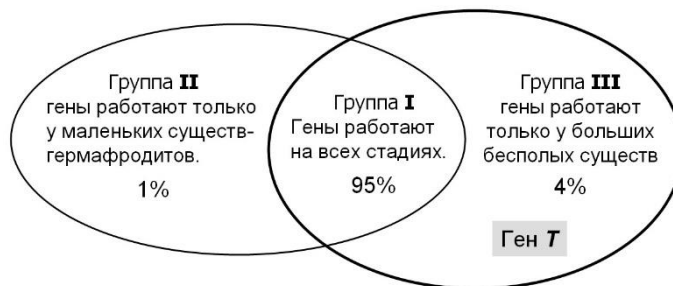 Группа II
гены работают только
у маленьких существ-
гермафродитов.
1%
Группа I
Гены работают
на всех стадиях.
95%
Группа III
гены работают
только у больших
бесполых существ
4%
Ген Т